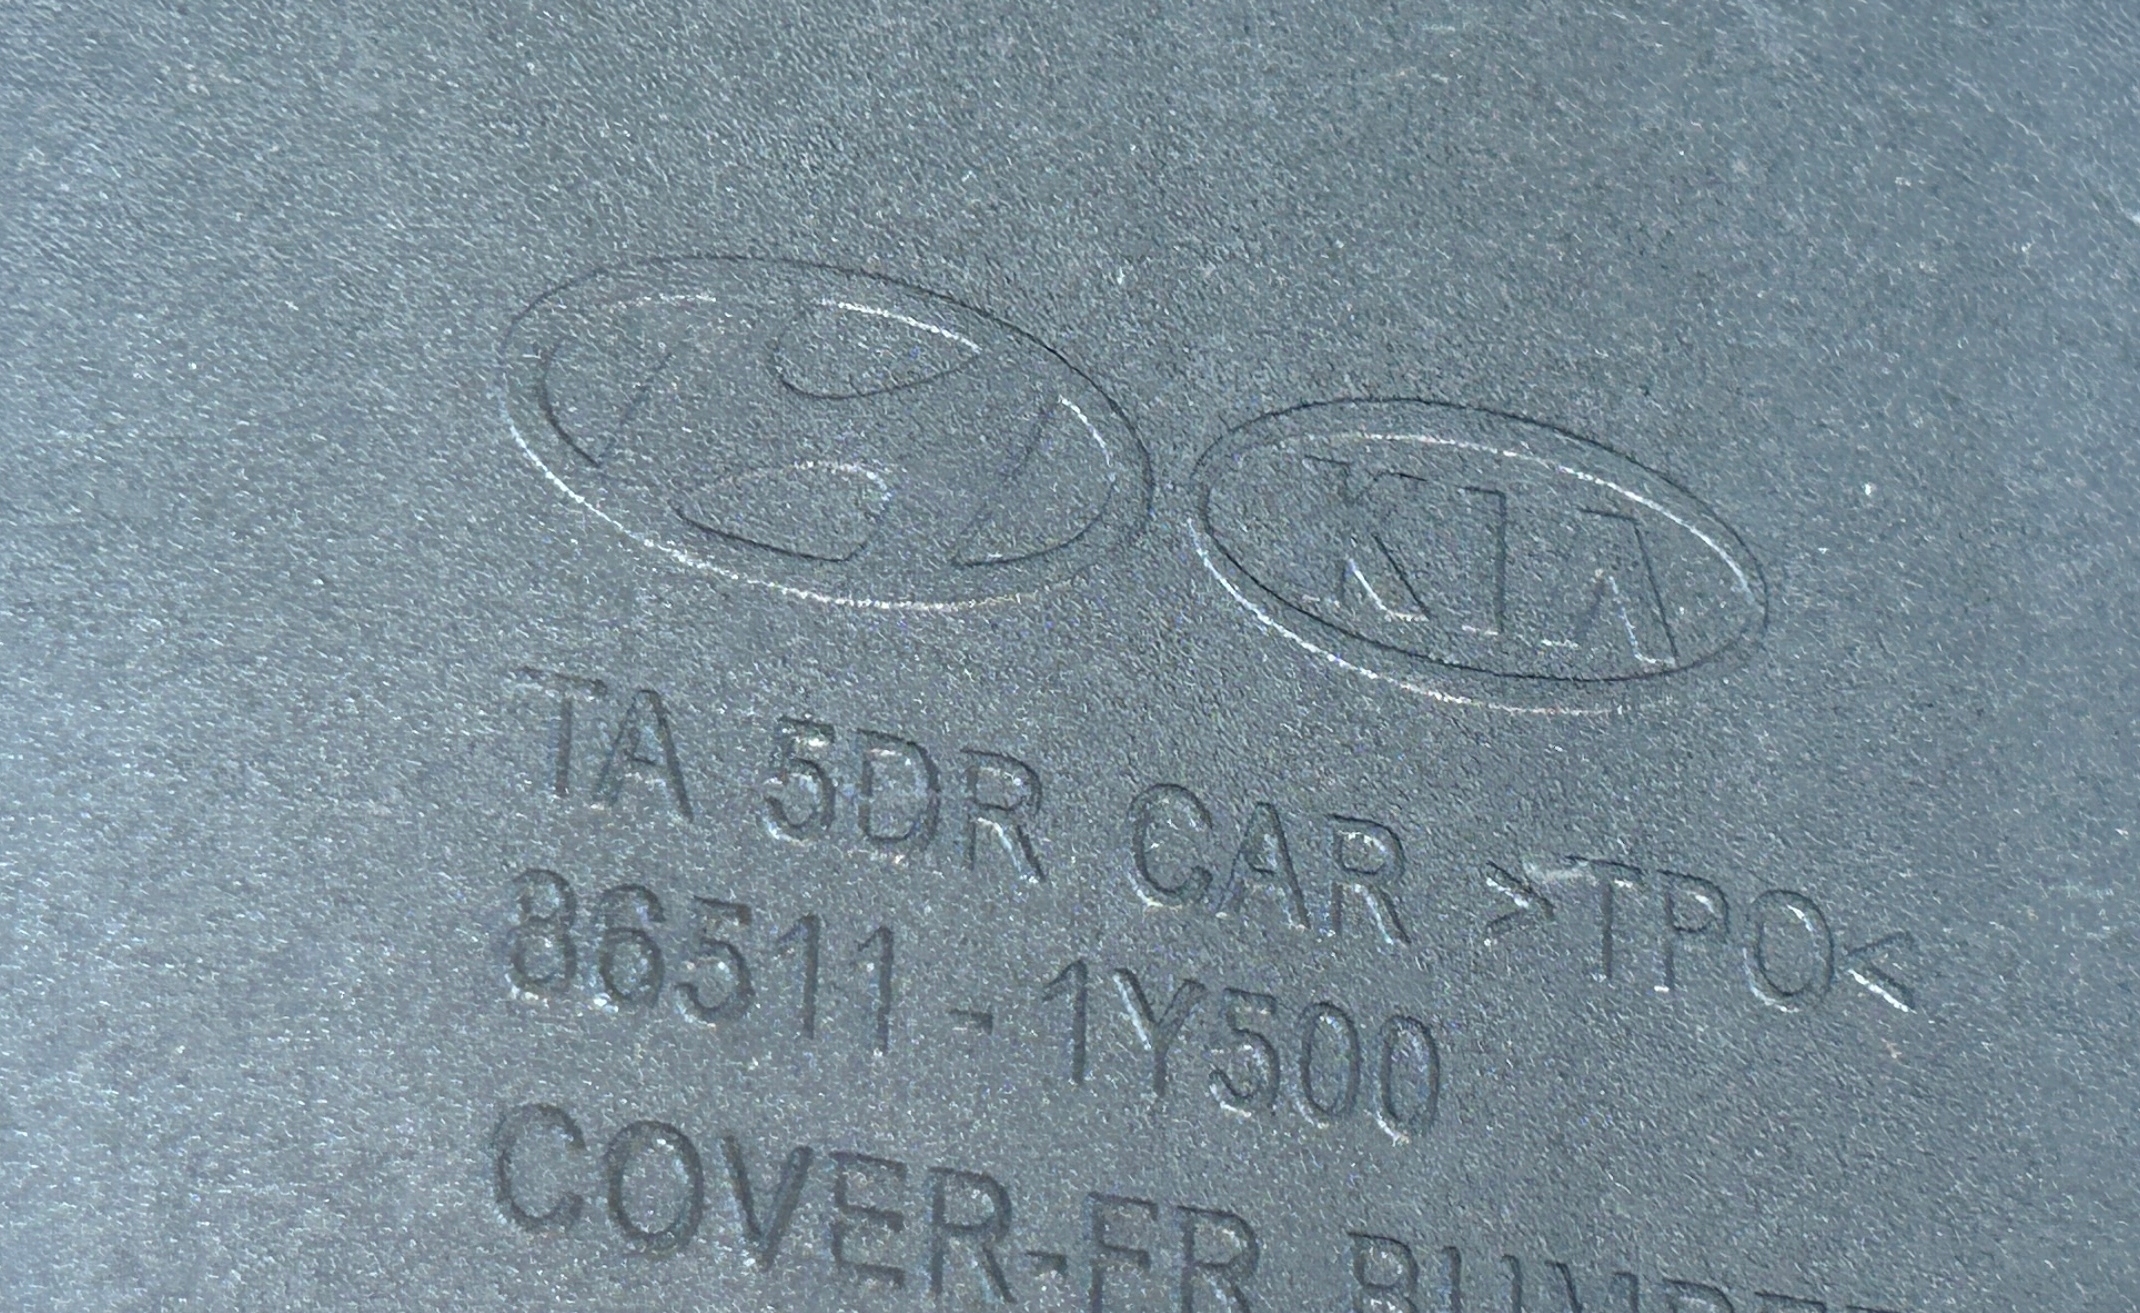 KIA
TA 5DR CAR >TPO<
86511-1Y500
COVER-FR